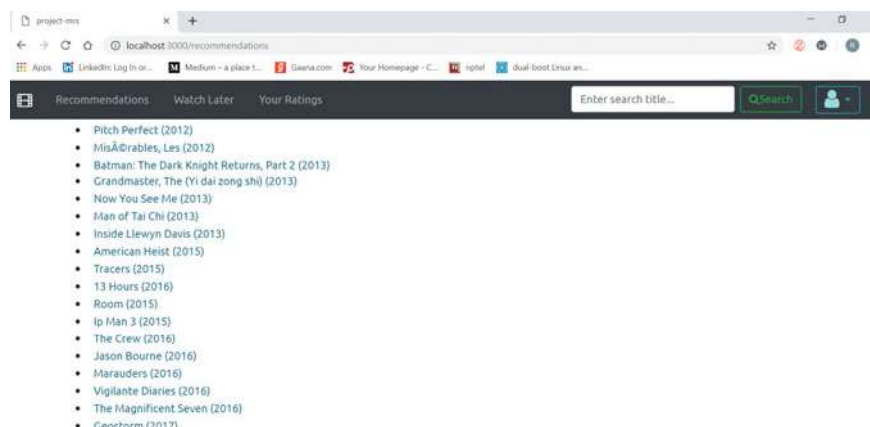 project-mrs
localhost:3000/recommendations
Apps LinkedIn: Log In or... Medium – a place t... Gaana.com Your Homepage - C... nptel dual-boot Linux an...
Recommendations Watch Later Your Ratings Enter search title... Search
Pitch Perfect (2012)
MisÃ©rables, Les (2012)
Batman: The Dark Knight Returns, Part 2 (2013)
Grandmaster, The (Yi dai zong shi) (2013)
Now You See Me (2013)
Man of Tai Chi (2013)
Inside Llewyn Davis (2013)
American Heist (2015)
Tracers (2015)
13 Hours (2016)
Room (2015)
Ip Man 3 (2015)
The Crew (2016)
Jason Bourne (2016)
Marauders (2016)
Vigilante Diaries (2016)
The Magnificent Seven (2016)
Geostorm (2017)